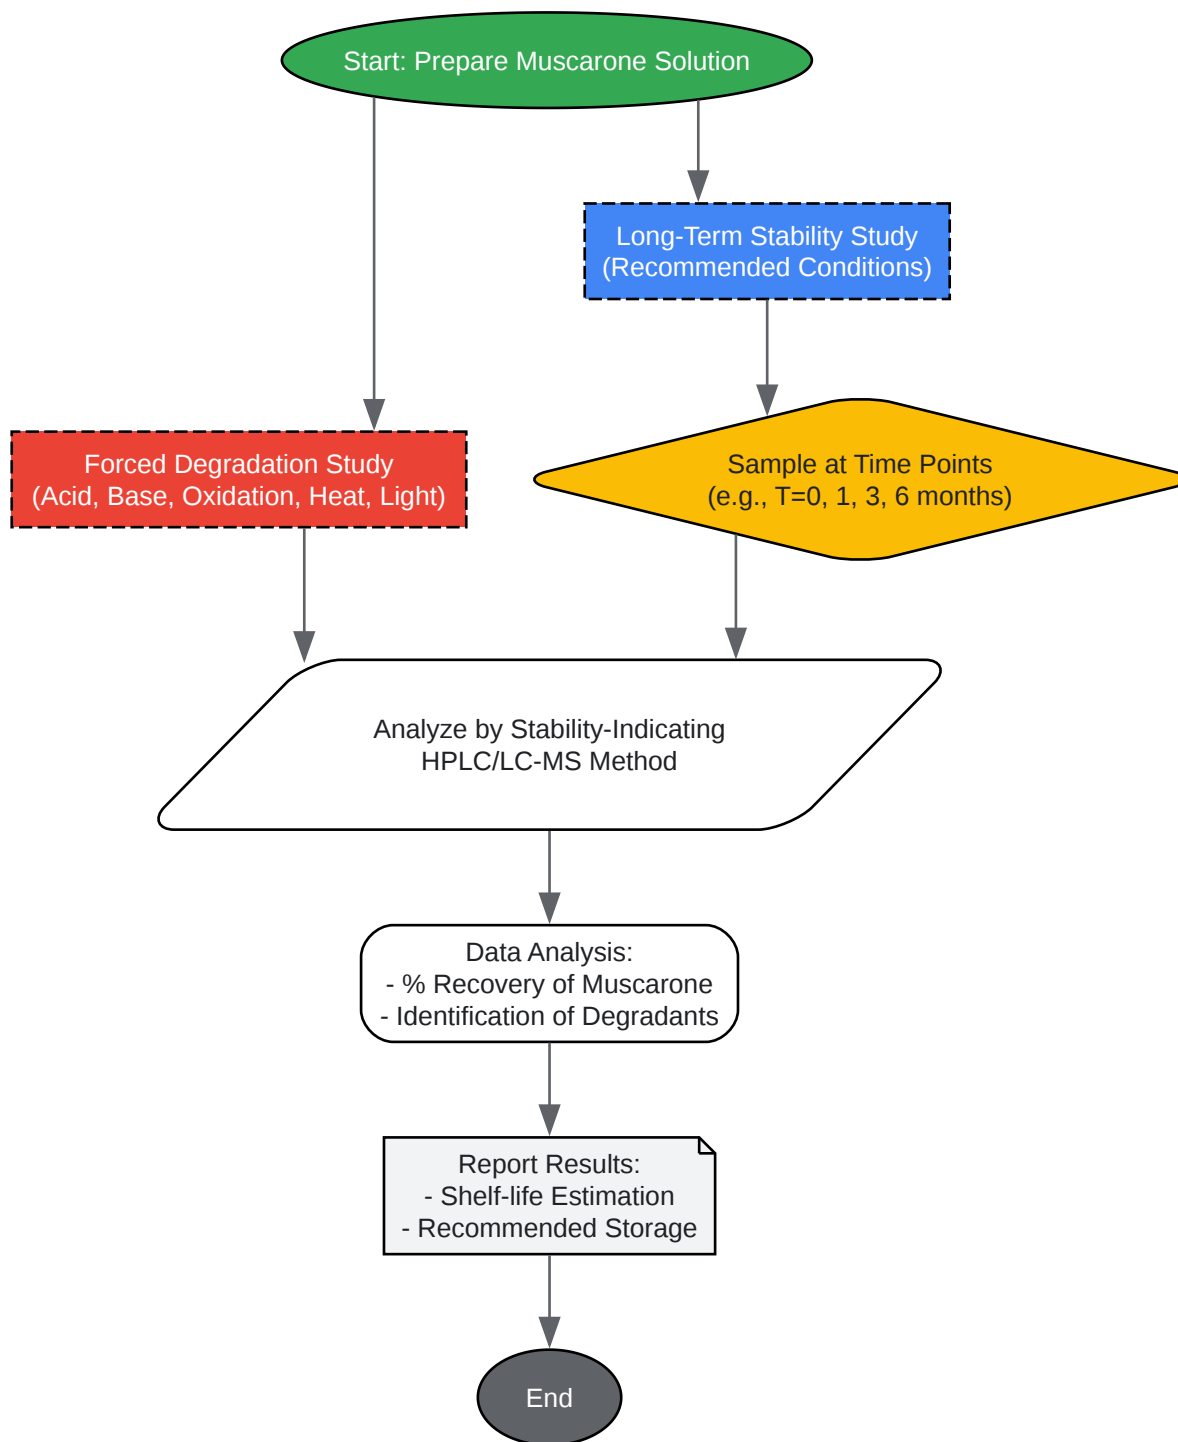 Start: Prepare Muscarone Solution
Long-Term Stability Study
(Recommended Conditions)
Forced Degradation Study
(Acid, Base, Oxidation, Heat, Light)
Sample at Time Points
(e.g., T=0, 1, 3, 6 months)
Analyze by Stability-Indicating
HPLC/LC-MS Method
Data Analysis:
- % Recovery of Muscarone
- Identification of Degradants
Report Results:
- Shelf-life Estimation
- Recommended Storage
End